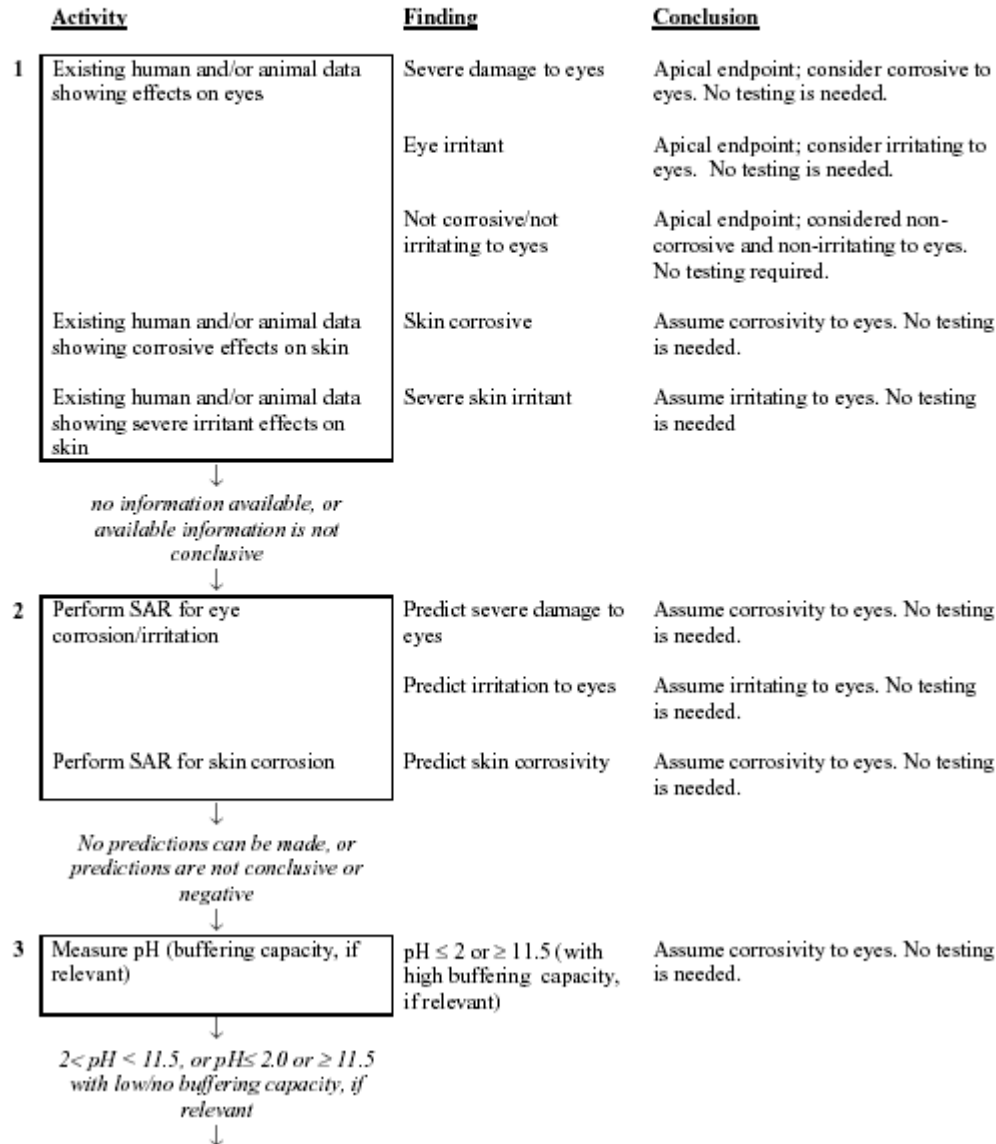 Activity Finding Conclusion
1 Existing human and/or animal data showing effects on eyes
Severe damage to eyes
Apical endpoint; consider corrosive to eyes. No testing is needed.
Eye irritant
Apical endpoint; consider irritating to eyes. No testing is needed.
Not corrosive/not irritating to eyes
Apical endpoint; considered non-corrosive and non-irritating to eyes. No testing required.
Existing human and/or animal data showing corrosive effects on skin
Skin corrosive
Assume corrosivity to eyes. No testing is needed.
Existing human and/or animal data showing severe irritant effects on skin
Severe skin irritant
Assume irritating to eyes. No testing is needed
↓
no information available, or
available information is not
conclusive
↓
2 Perform SAR for eye corrosion/irritation
Predict severe damage to eyes
Assume corrosivity to eyes. No testing is needed.
Predict irritation to eyes
Assume irritating to eyes. No testing is needed.
Perform SAR for skin corrosion
Predict skin corrosivity
Assume corrosivity to eyes. No testing is needed.
↓
No predictions can be made, or
predictions are not conclusive or
negative
↓
3 Measure pH (buffering capacity, if relevant)
pH ≤ 2 or ≥ 11.5 (with high buffering capacity, if relevant)
Assume corrosivity to eyes. No testing is needed.
↓
2< pH < 11.5, or pH≤ 2.0 or ≥ 11.5
with low/no buffering capacity, if
relevant
↓